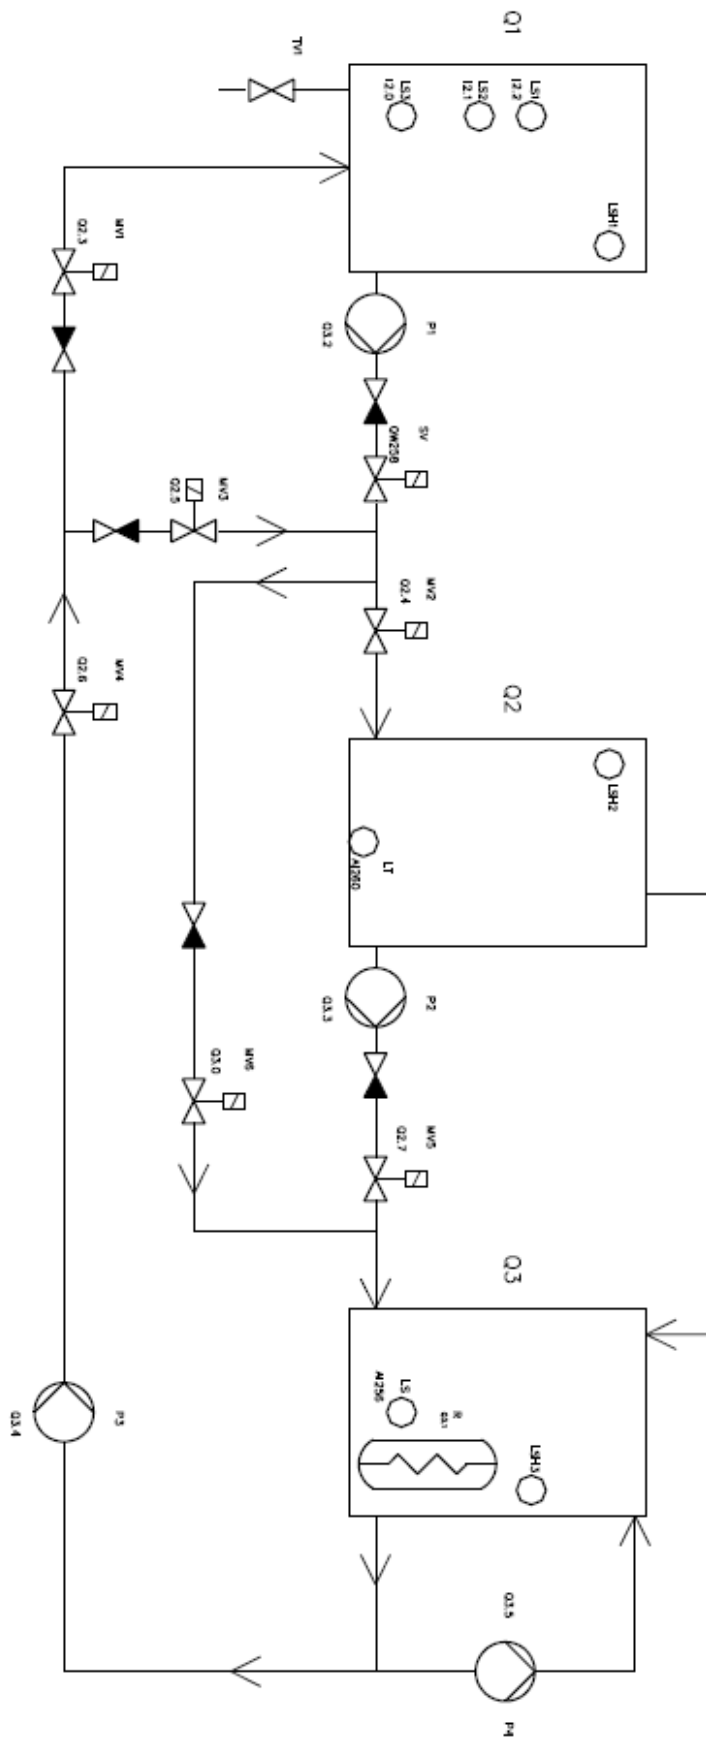 Q1
TV1
LS3
I2.0
LS2
I2.1
LS1
I2.2
LSH1
MV1
Q2.3
P1
Q3.2
SV
QW258
MV3
Q2.5
MV2
Q2.4
MV4
Q2.6
Q2
LSH2
LT
AI260
P2
Q3.3
MV6
Q3.0
MV5
Q2.7
Q3
LS
AI256
R
Q3.1
LSH3
P3
Q3.4
Q3.5
P4